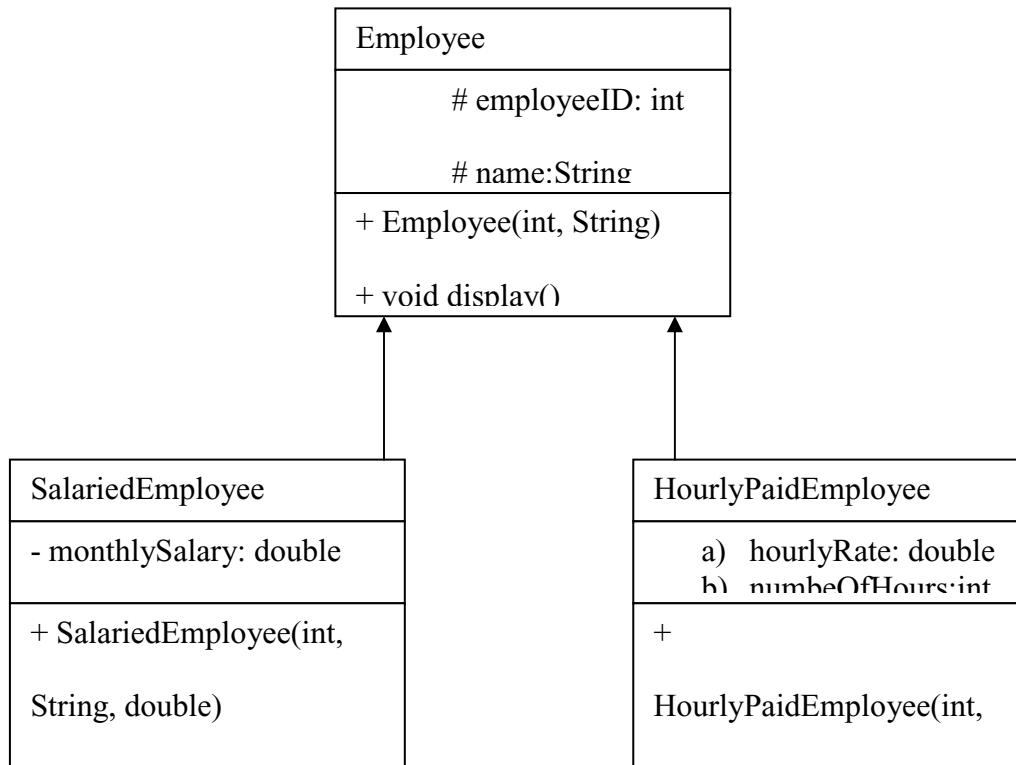 Employee
# employeeID: int
# name:String
+ Employee(int, String)
+ void display()
SalariedEmployee
- monthlySalary: double
+ SalariedEmployee(int,
String, double)
HourlyPaidEmployee
a) hourlyRate: double
b) numbeOfHours:int
+
HourlyPaidEmployee(int,